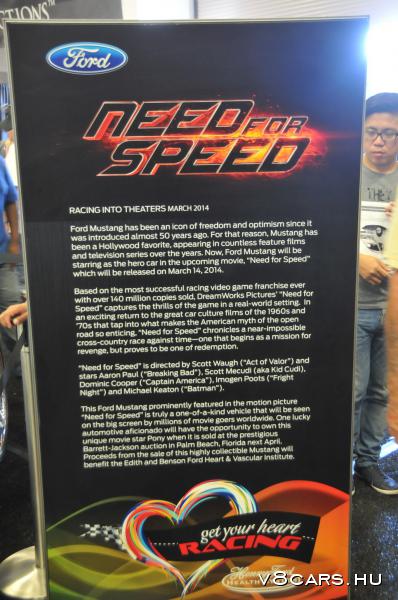 CTIONS™
Ford
NEED FOR
SPEED
RACING INTO THEATERS MARCH 2014
Ford Mustang has been an icon of freedom and optimism since it
was introduced almost 50 years ago. For that reason, Mustang has
been a Hollywood favorite, appearing in countless feature films
and television series over the years. Now, Ford Mustang will be
starring as the hero car in the upcoming movie, "Need for Speed"
which will be released on March 14, 2014.
Based on the most successful racing video game franchise ever
with over 140 million copies sold, DreamWorks Pictures' "Need for
Speed" captures the thrills of the game in a real-world setting. In
an exciting return to the great car culture films of the 1960s and
'70s that tap into what makes the American myth of the open
road so enticing, "Need for Speed" chronicles a near-impossible
cross-country race against time—one that begins as a mission for
revenge, but proves to be one of redemption.
"Need for Speed" is directed by Scott Waugh ("Act of Valor") and
stars Aaron Paul ("Breaking Bad"), Scott Mecudi (aka Kid Cudi),
Dominic Cooper ("Captain America"), Imogen Poots ("Fright
Night") and Michael Keaton ("Batman").
This Ford Mustang prominently featured in the motion picture
"Need for Speed" is truly a one-of-a-kind vehicle that will be seen
on the big screen by millions of movie goers worldwide. One lucky
automotive aficionado will have the opportunity to own this
unique movie star Pony when it is sold at the prestigious
Barrett-Jackson auction in Palm Beach, Florida next April.
Proceeds from the sale of this highly collectible Mustang will
benefit the Edith and Benson Ford Heart & Vascular Institute.
get your heart
RACING
Henry Ford
HEALTH
V8CARS.HU